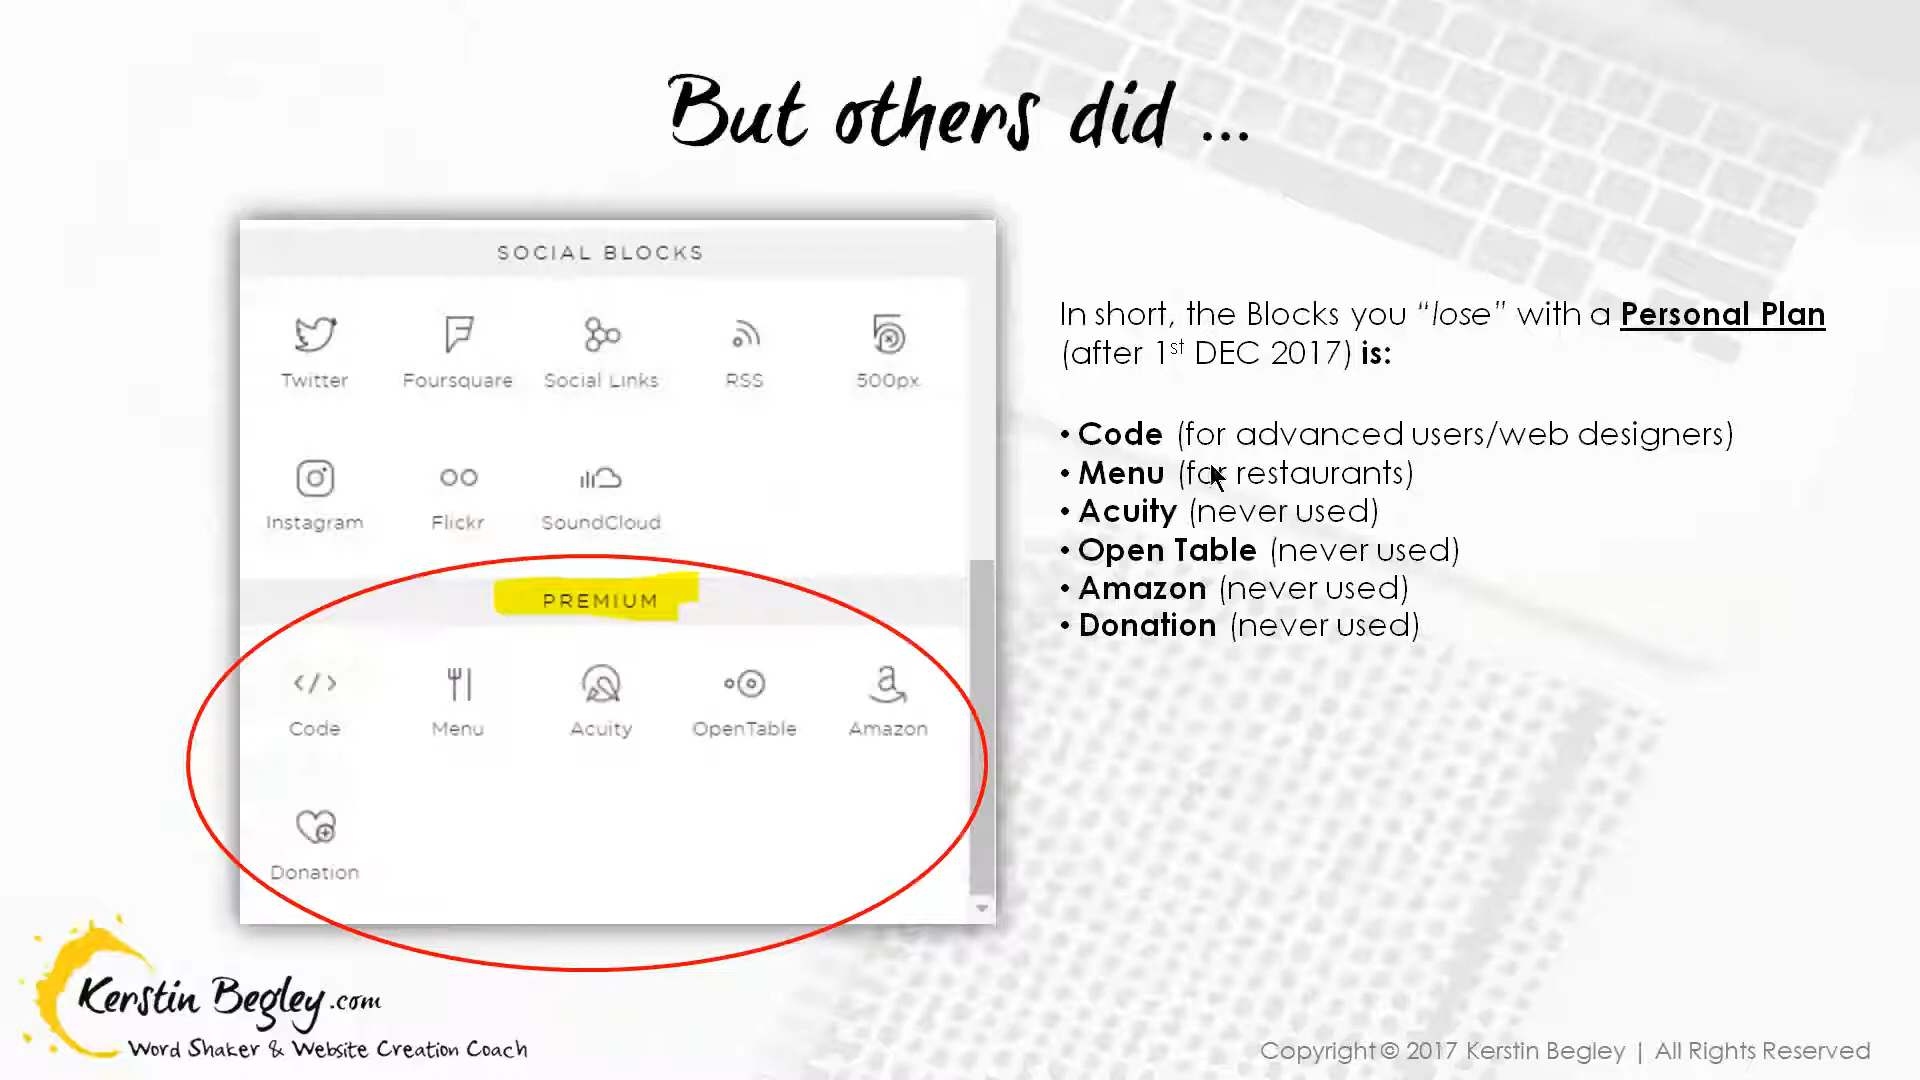 But others did ...
SOCIAL BLOCKS
Twitter Foursquare Social Links RSS 500px
Instagram Flickr SoundCloud
PREMIUM
Code Menu Acuity OpenTable Amazon
Donation
In short, the Blocks you “lose” with a Personal Plan
(after 1st DEC 2017) is:
• Code (for advanced users/web designers)
• Menu (for restaurants)
• Acuity (never used)
• Open Table (never used)
• Amazon (never used)
• Donation (never used)
Kerstin Begley.com
Word Shaker & Website Creation Coach
Copyright © 2017 Kerstin Begley | All Rights Reserved